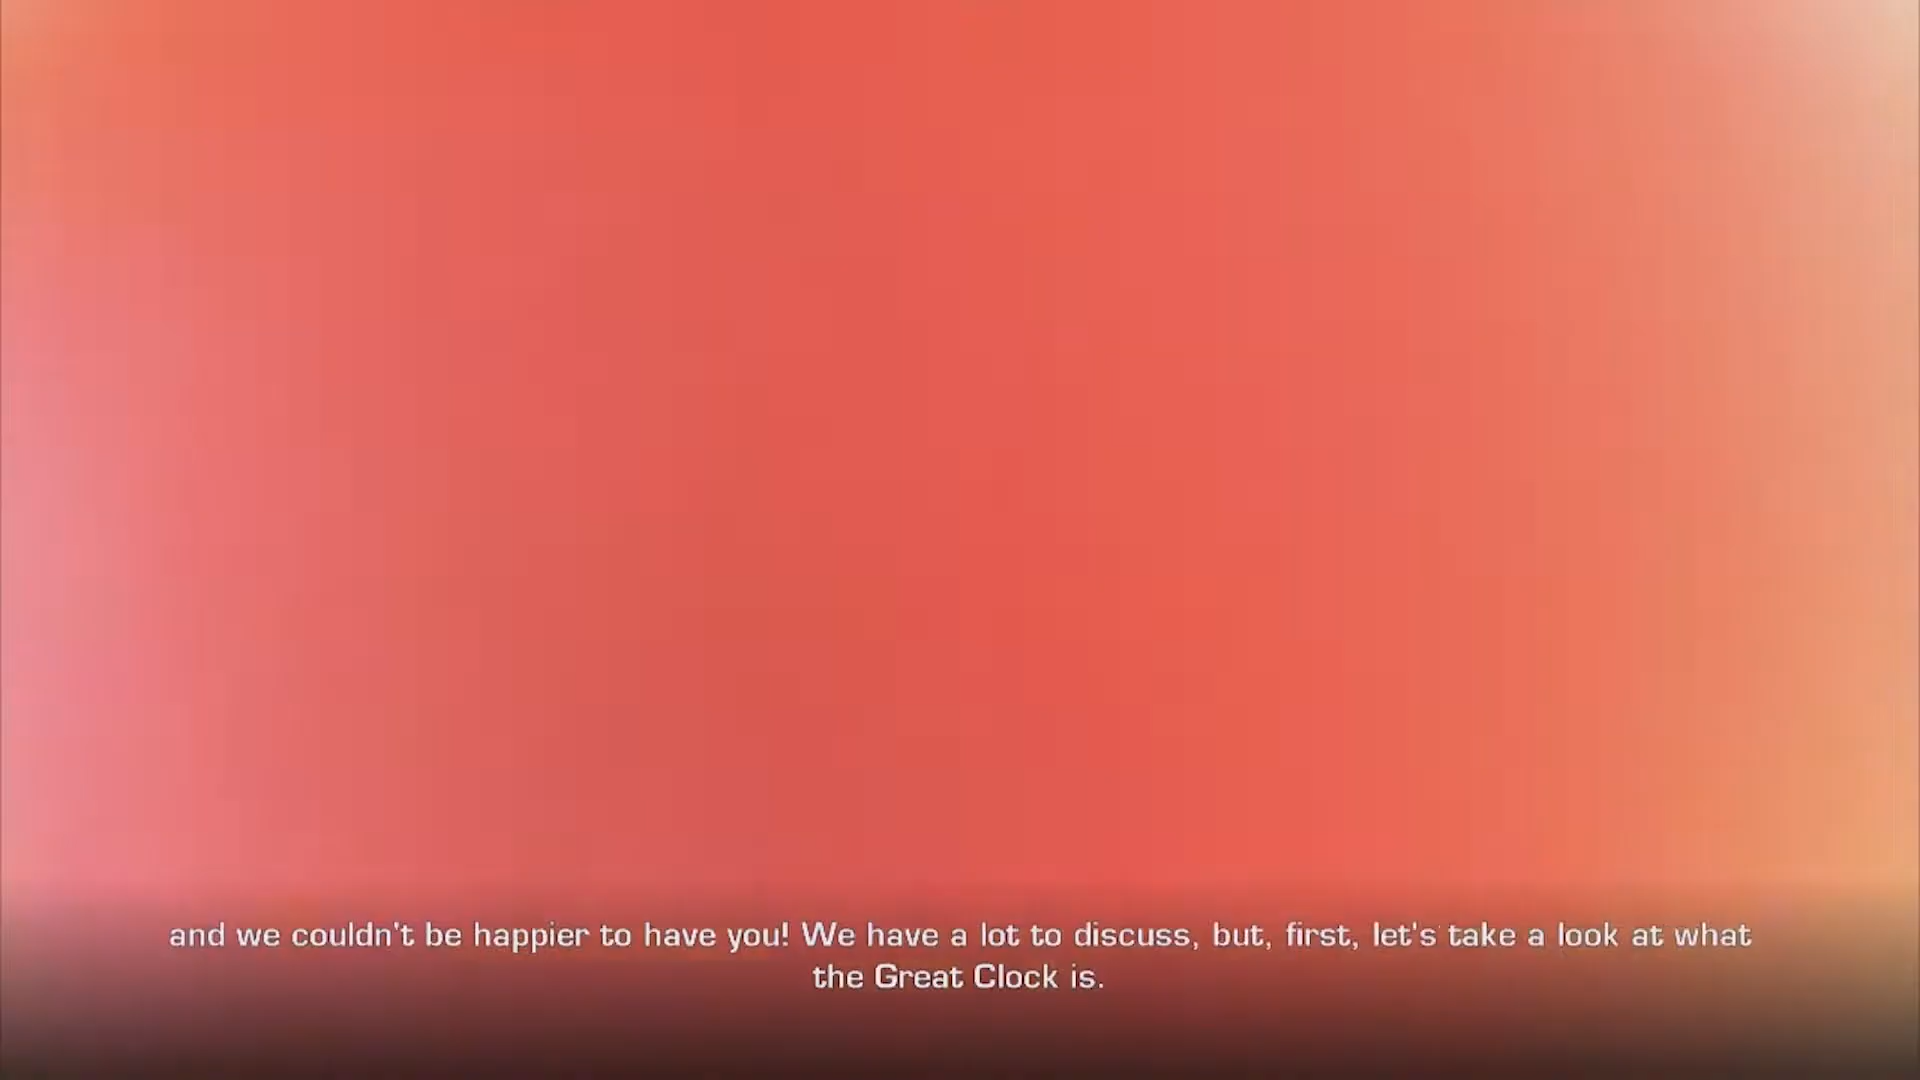 and we couldn't be happier to have you! We have a lot to discuss, but, first, let's take a look at what
the Great Clock is.